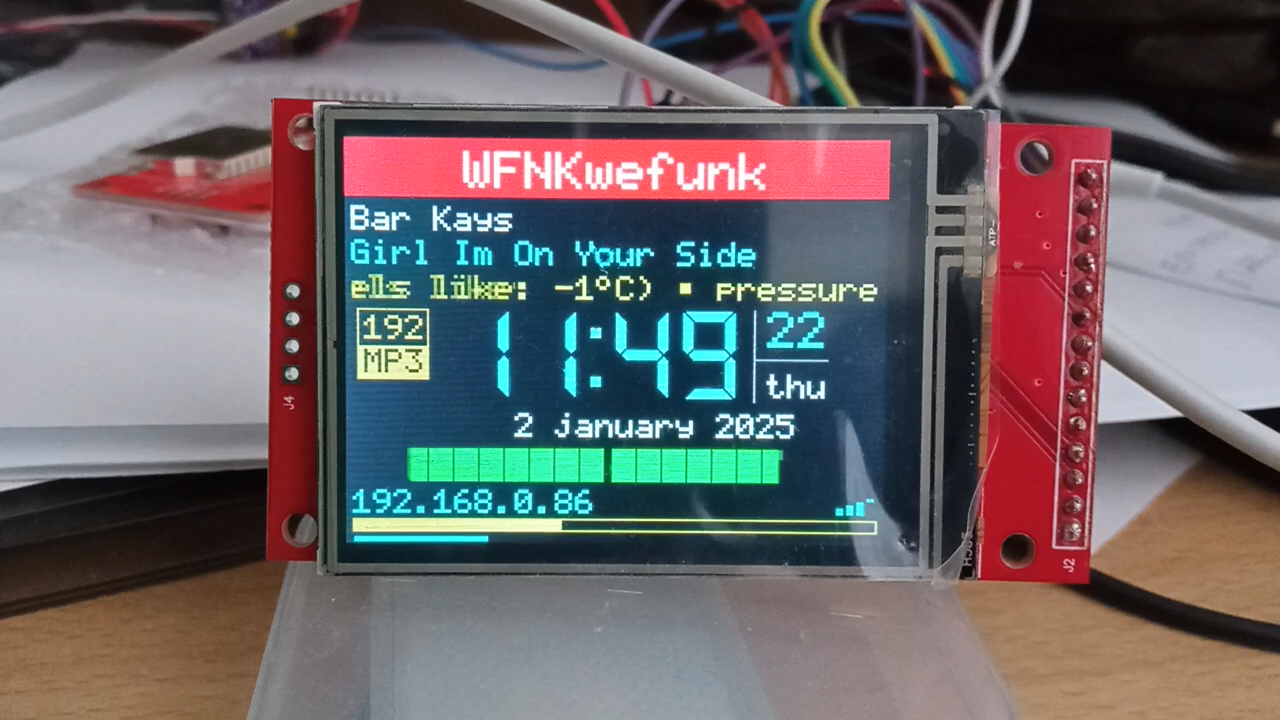 WFNKwefunk
Bar Kays
Girl Im On Your Side
els like: -1°C) ▪ pressure
192
MP3
11:49
22
thu
2 january 2025
192.168.0.86
J4
J2